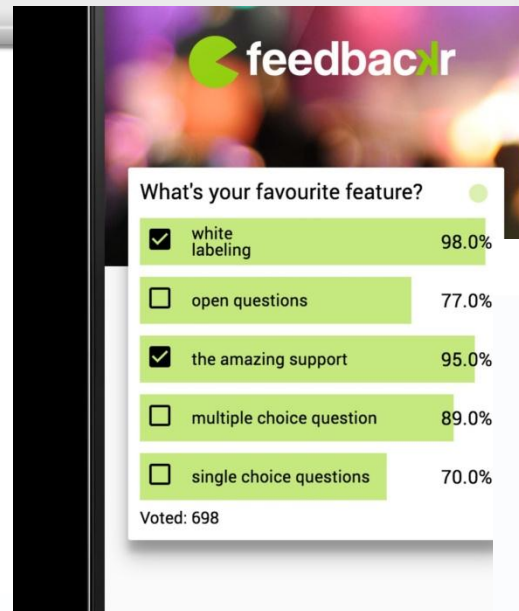 feedbackr
What's your favourite feature?
white
labeling
98.0%
open questions
77.0%
the amazing support
95.0%
multiple choice question
89.0%
single choice questions
70.0%
Voted: 698